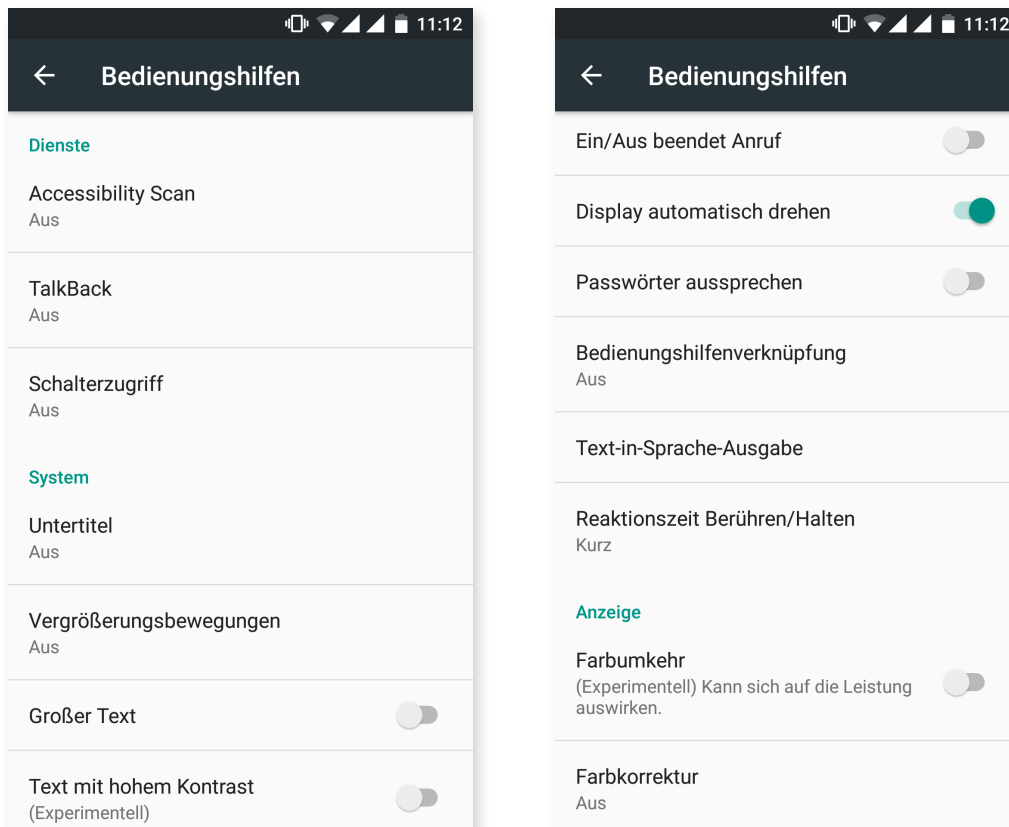 11:12
Bedienungshilfen
Dienste
Accessibility Scan
Aus
TalkBack
Aus
Schalterzugriff
Aus
System
Untertitel
Aus
Vergrößerungsbewegungen
Aus
Großer Text
Text mit hohem Kontrast
(Experimentell)
11:12
Bedienungshilfen
Ein/Aus beendet Anruf
Display automatisch drehen
Passwörter aussprechen
Bedienungshilfenverknüpfung
Aus
Text-in-Sprache-Ausgabe
Reaktionszeit Berühren/Halten
Kurz
Anzeige
Farbumkehr
(Experimentell) Kann sich auf die Leistung
auswirken.
Farbkorrektur
Aus